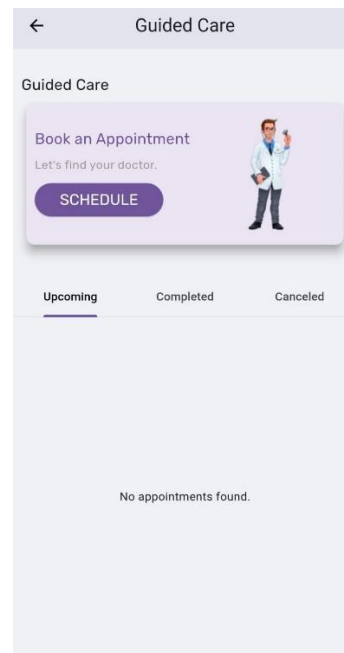 Guided Care
Guided Care
Book an Appointment
Let's find your doctor.
SCHEDULE
Upcoming Completed Canceled
No appointments found.